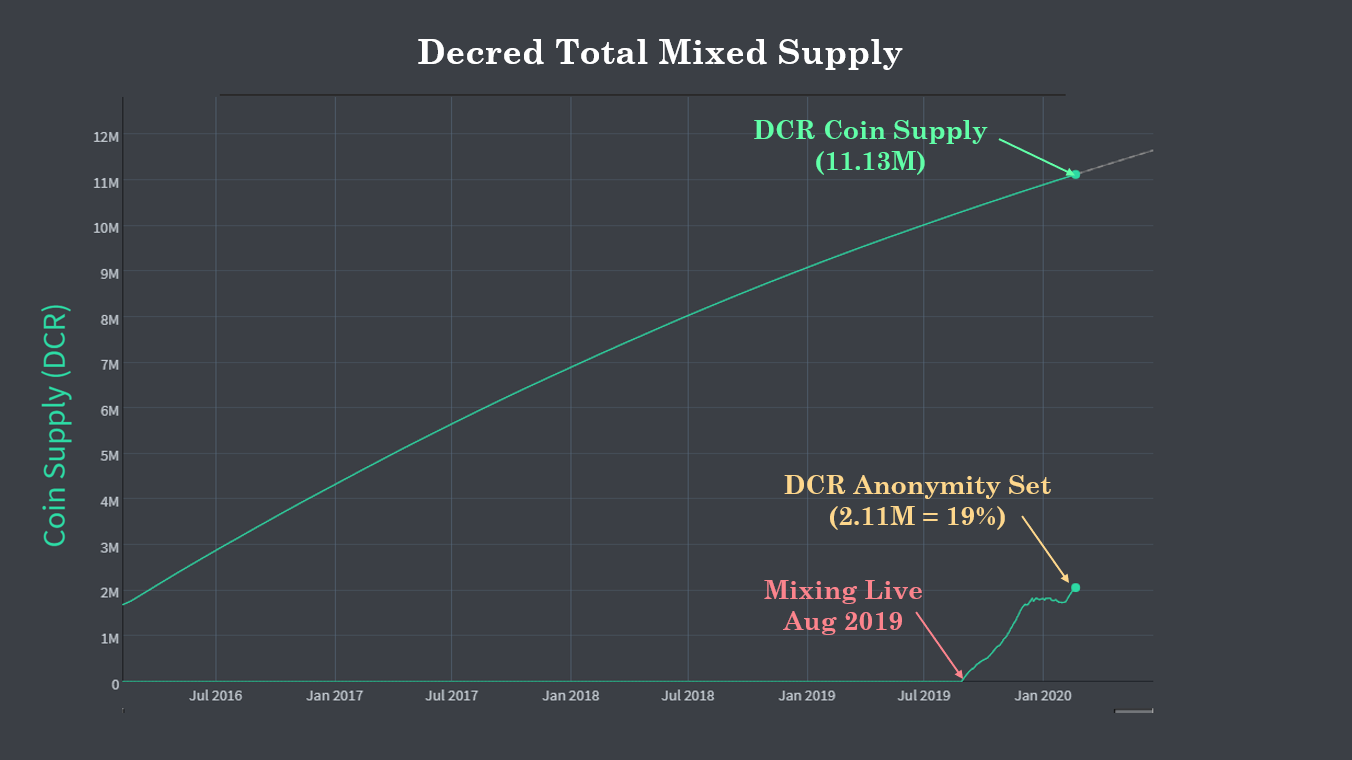 Decred Total Mixed Supply
DCR Coin Supply
(11.13M)
12M
11M
10M
9M
8M
7M
6M
5M
4M
3M
2M
1M
0
Coin Supply (DCR)
DCR Anonymity Set
(2.11M = 19%)
Mixing Live
Aug 2019
Jul 2016
Jan 2017
Jul 2017
Jan 2018
Jul 2018
Jan 2019
Jul 2019
Jan 2020